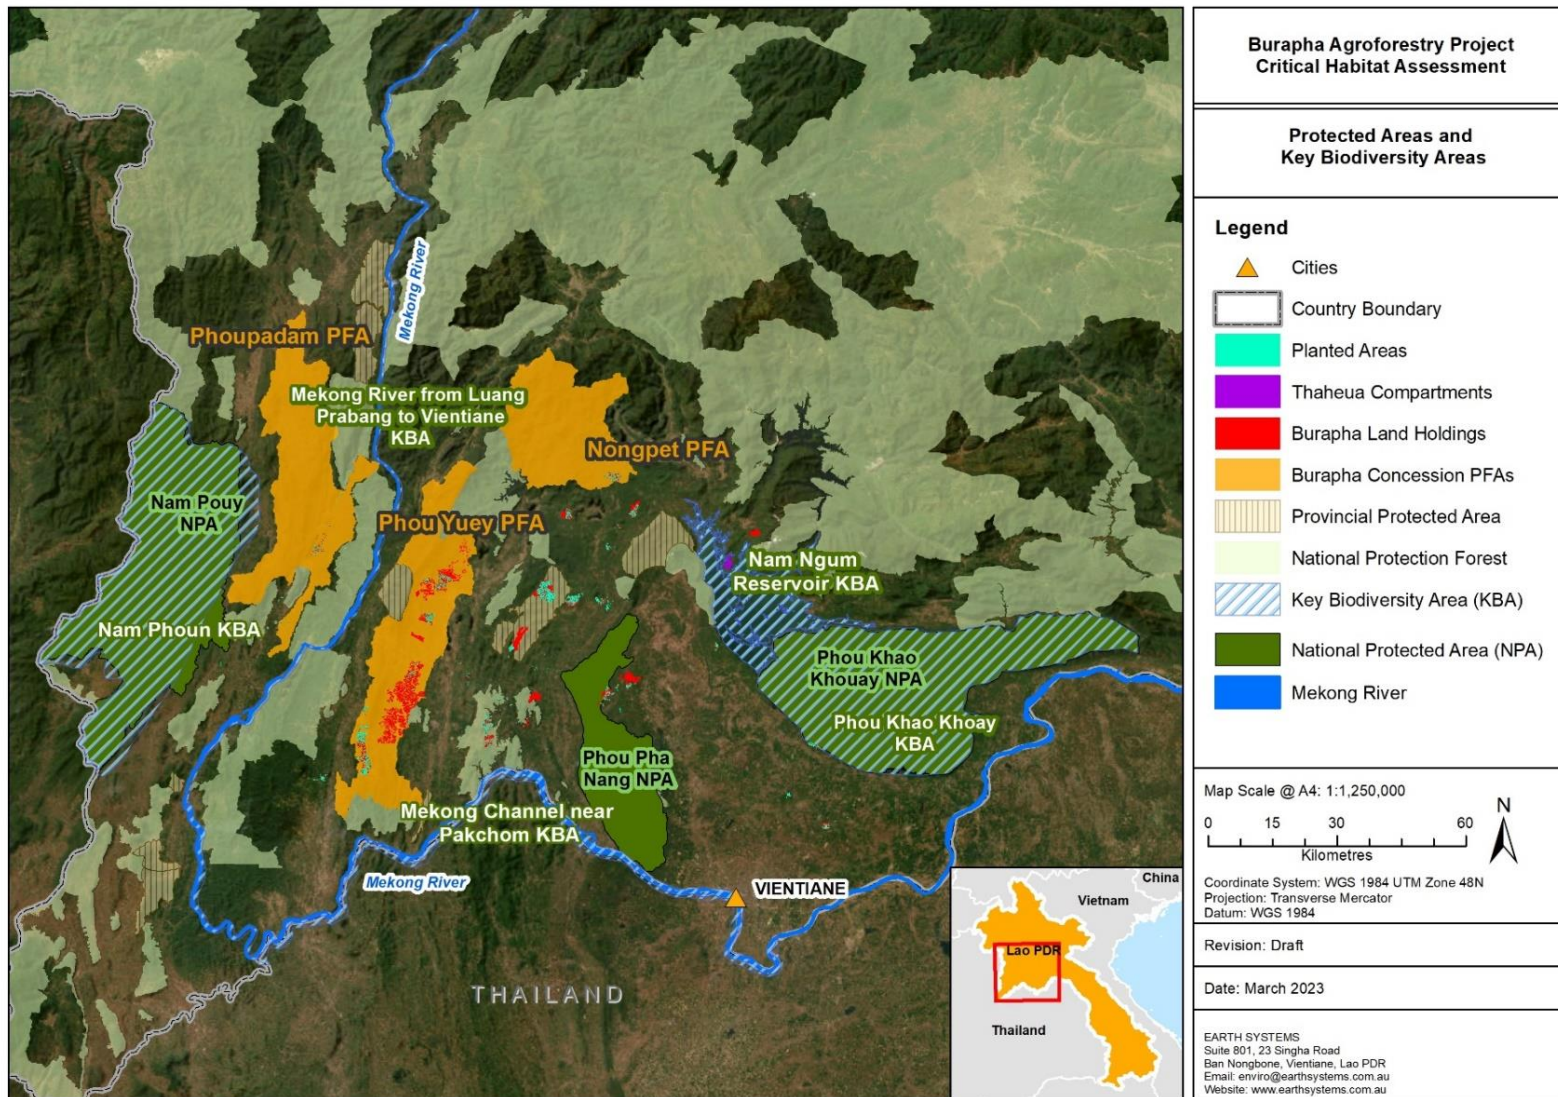 Phoupadam PFA
Mekong River
Mekong River from Luang
Prabang to Vientiane
KBA
Nongpet PFA
Nam Pouy
NPA
Phou Yuey PFA
Nam Ngum
Reservoir KBA
Nam Phoun KBA
Phou Khao
Khouay NPA
Phou Khao Khoay
KBA
Phou Pha
Nang NPA
Mekong Channel near
Pakchom KBA
Mekong River
VIENTIANE
THAILAND
China
Vietnam
Lao PDR
Thailand
Burapha Agroforestry Project
Critical Habitat Assessment
Protected Areas and
Key Biodiversity Areas
Legend
Cities
Country Boundary
Planted Areas
Thaheua Compartments
Burapha Land Holdings
Burapha Concession PFAs
Provincial Protected Area
National Protection Forest
Key Biodiversity Area (KBA)
National Protected Area (NPA)
Mekong River
Map Scale @ A4: 1:1,250,000
N
0 15 30 60
Kilometres
Coordinate System: WGS 1984 UTM Zone 48N
Projection: Transverse Mercator
Datum: WGS 1984
Revision: Draft
Date: March 2023
EARTH SYSTEMS
Suite 801, 23 Singha Road
Ban Nongbone, Vientiane, Lao PDR
Email: enviro@earthsystems.com.au
Website: www.earthsystems.com.au